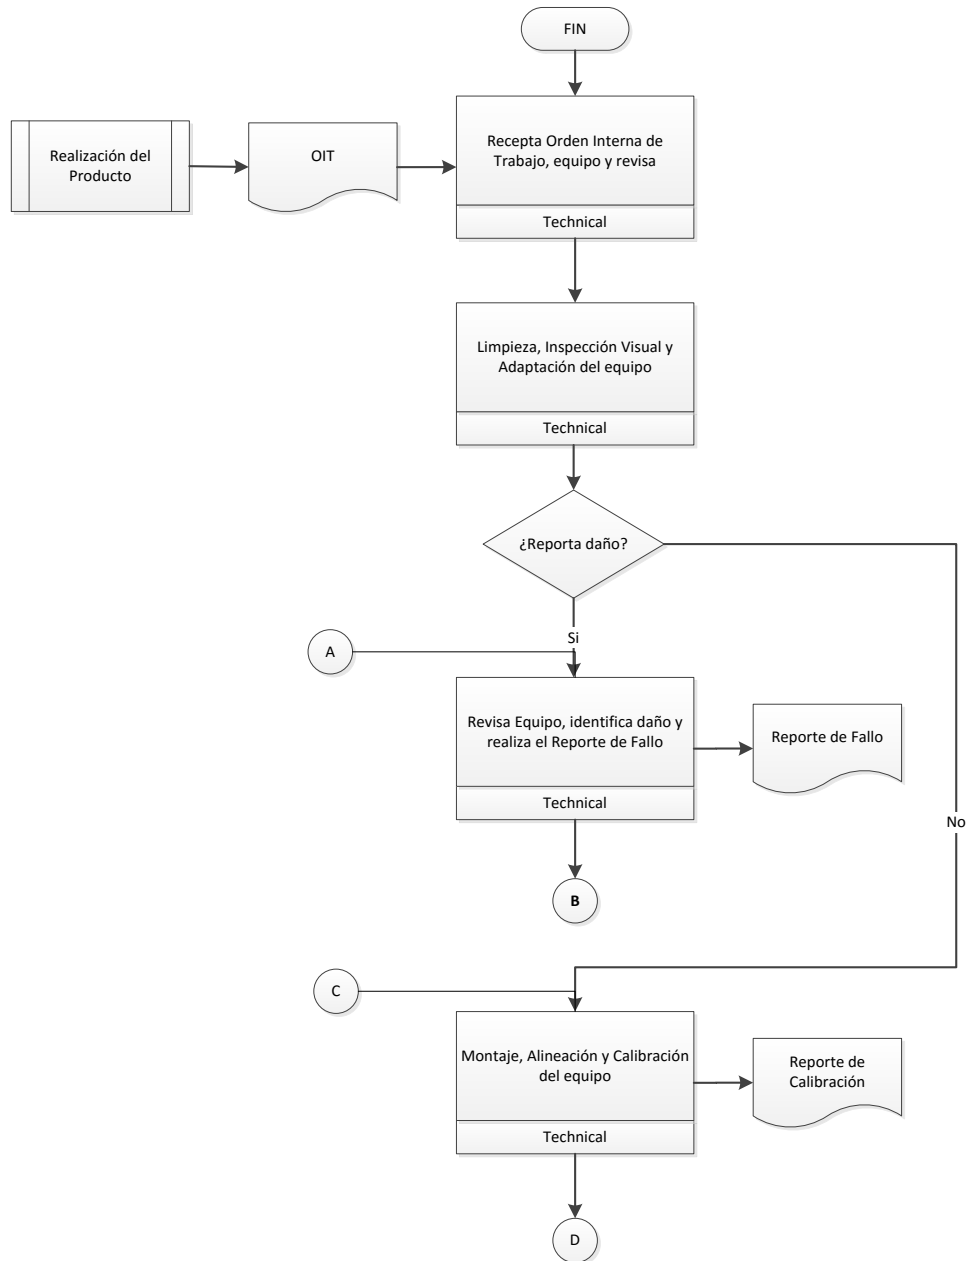 FIN
Realización del
Producto
OIT
Recepta Orden Interna de
Trabajo, equipo y revisa
Technical
Limpieza, Inspección Visual y
Adaptación del equipo
Technical
¿Reporta daño?
Si
A
Revisa Equipo, identifica daño y
realiza el Reporte de Fallo
Technical
Reporte de Fallo
No
B
C
Montaje, Alineación y Calibración
del equipo
Technical
Reporte de
Calibración
D